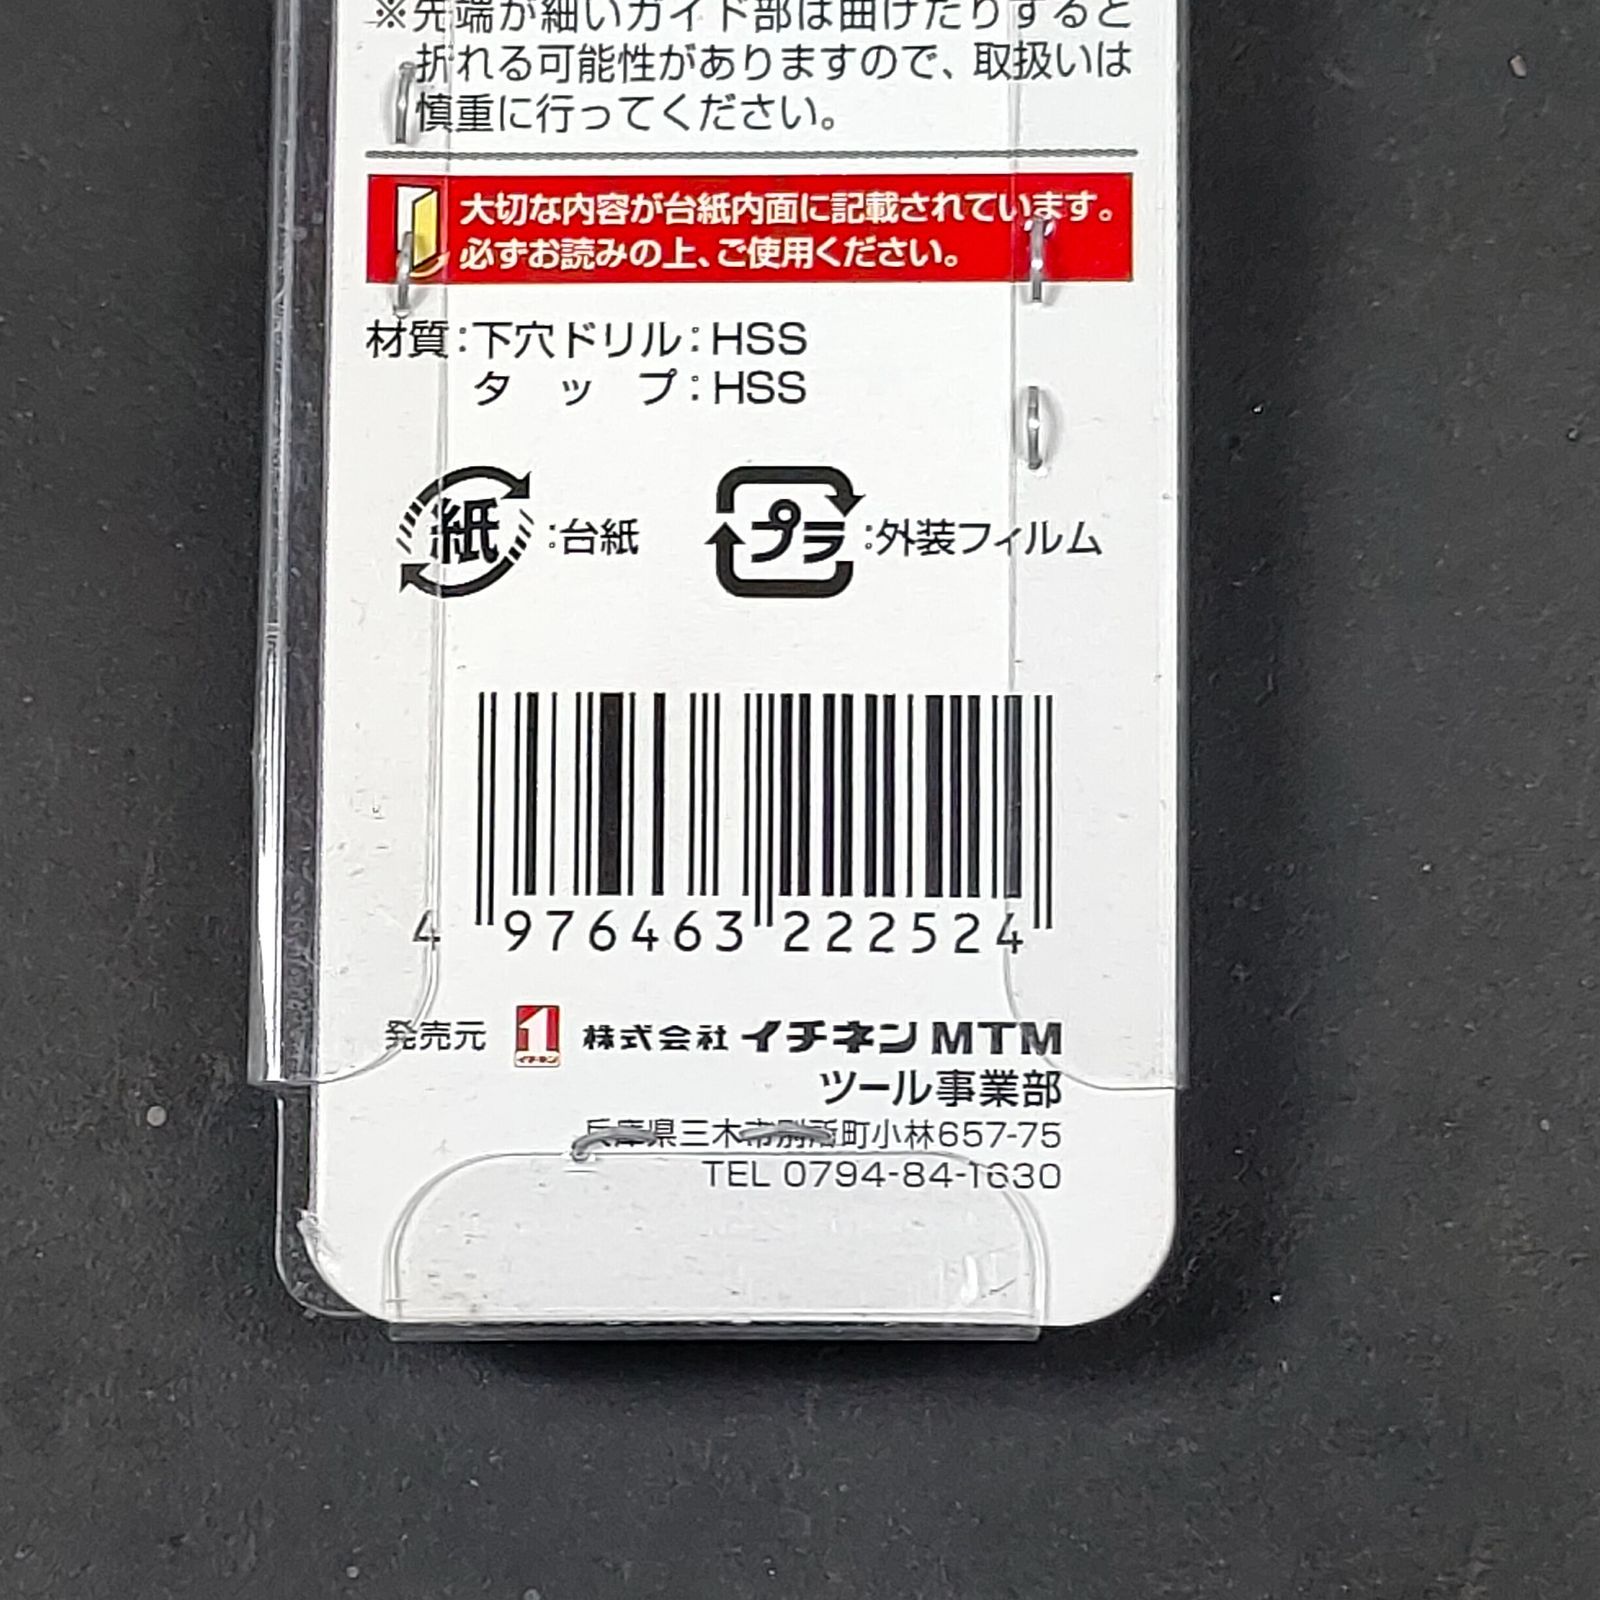 ※先端が細いガイド部は曲げたりすると
折れる可能性がありますので、取扱いは
慎重に行ってください。
大切な内容が台紙内面に記載されています。
必ずお読みの上、ご使用ください。
材質：下穴ドリル：HSS
タップ：HSS
紙：台紙 プラ：外装フィルム
4 976463 222524
発売元 1 イチネン 株式会社 イチネン MTM
ツール事業部
兵庫県三木市別所町小林657-75
TEL 0794-84-1630